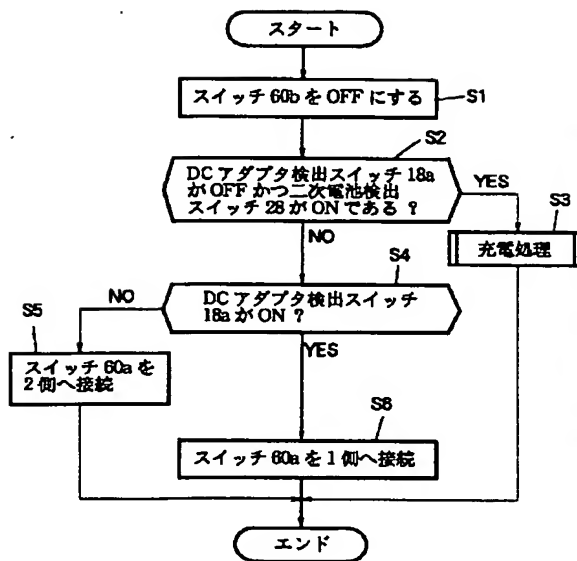 スタート
スイッチ 60b を OFF にする
S1
S2
DC アダプタ検出スイッチ 18a
が OFF かつ二次電池検出
スイッチ 28 が ON である ?
YES
S3
充電処理
NO
S4
DC アダプタ検出スイッチ
18a が ON ?
NO
S5
スイッチ 60a を
2 側へ接続
YES
S6
スイッチ 60a を 1 側へ接続
エンド